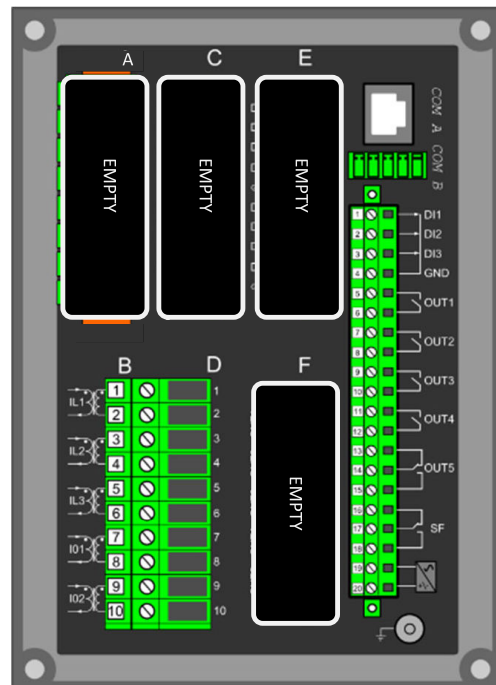 A C E
EMPTY
EMPTY
EMPTY
COM A
COM B
1 DI1
2 DI2
3 DI3
4 GND
5
6
OUT1
7
8
OUT2
9
10
OUT3
11
12
OUT4
13
14
15
OUT5
16
17
18
SF
19
20
B D F
IL1
1 1
2 2
IL2
3 3
4 4
IL3
5 5
6 6
I01
7 7
8 8
I02
9 9
10 10
EMPTY